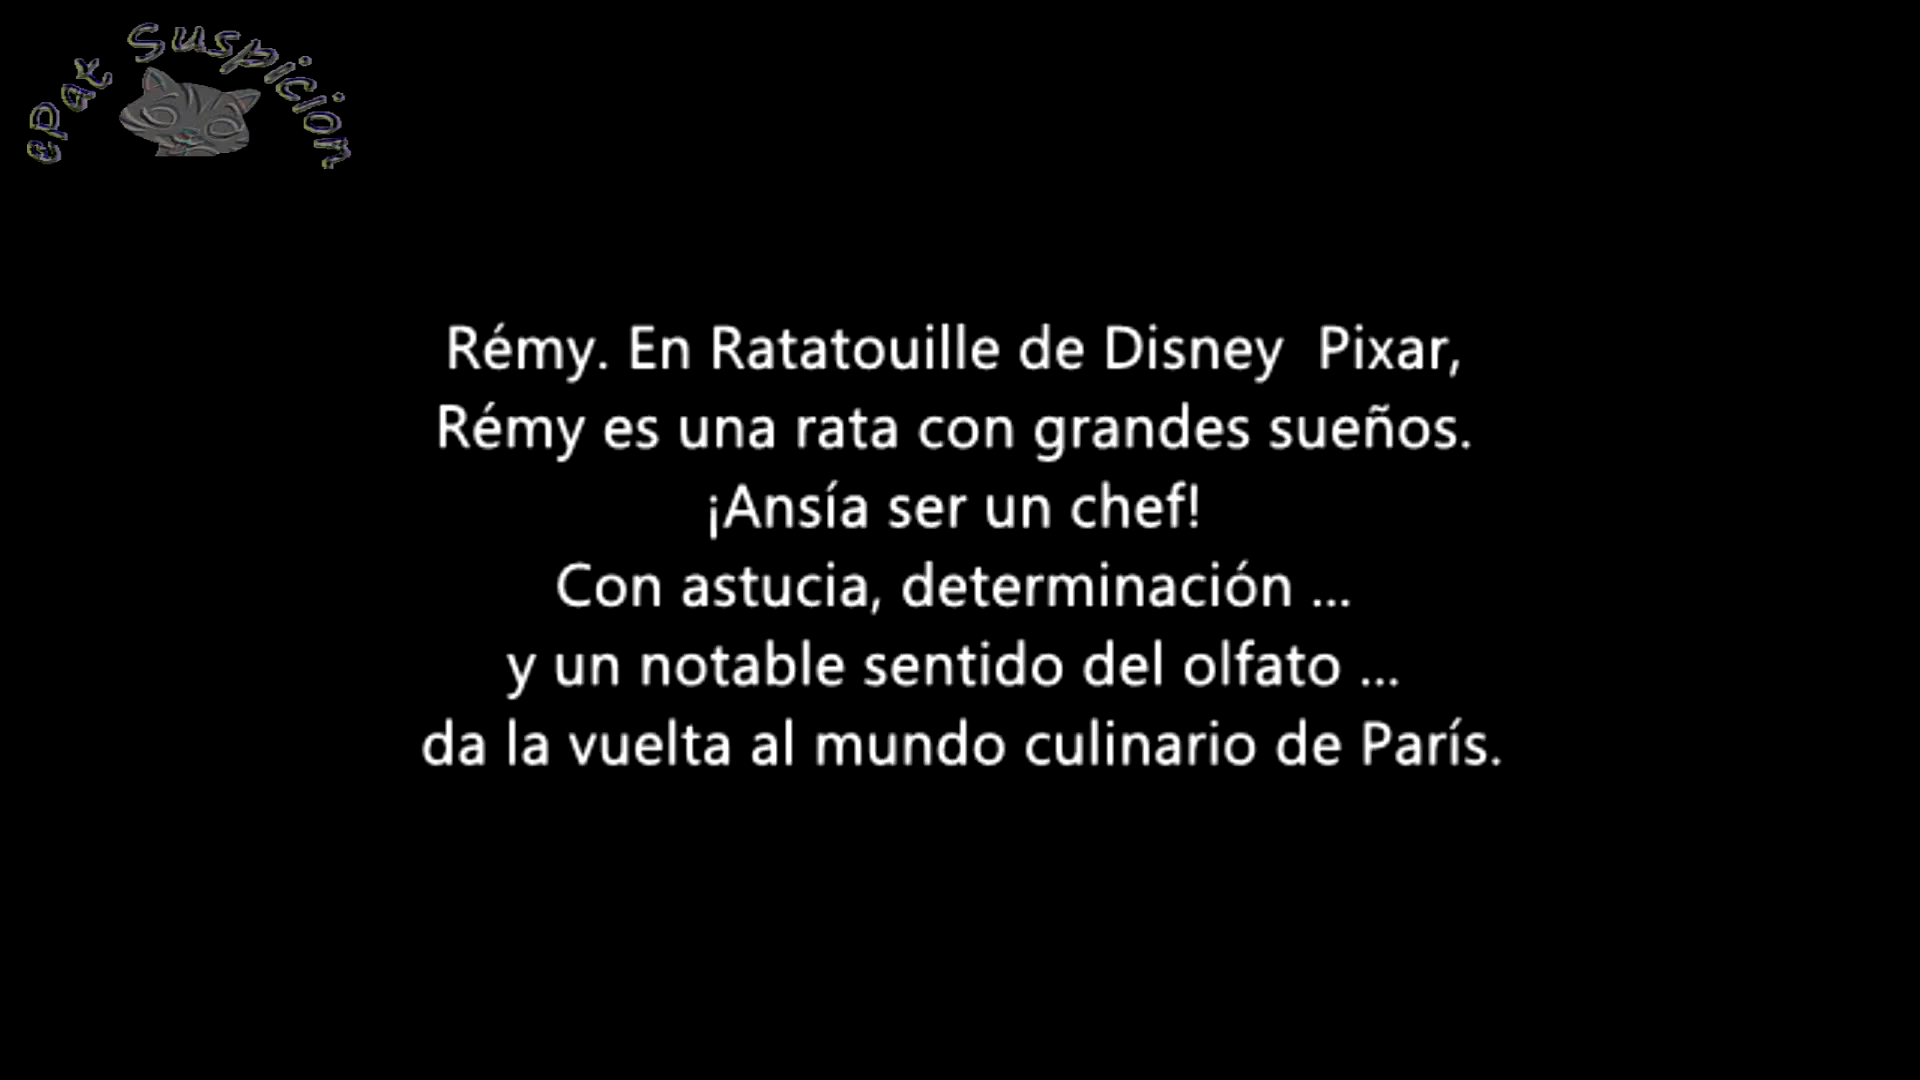 epat Suspicion
Rémy. En Ratatouille de Disney  Pixar,
Rémy es una rata con grandes sueños.
¡Ansía ser un chef!
Con astucia, determinación ...
y un notable sentido del olfato ...
da la vuelta al mundo culinario de París.